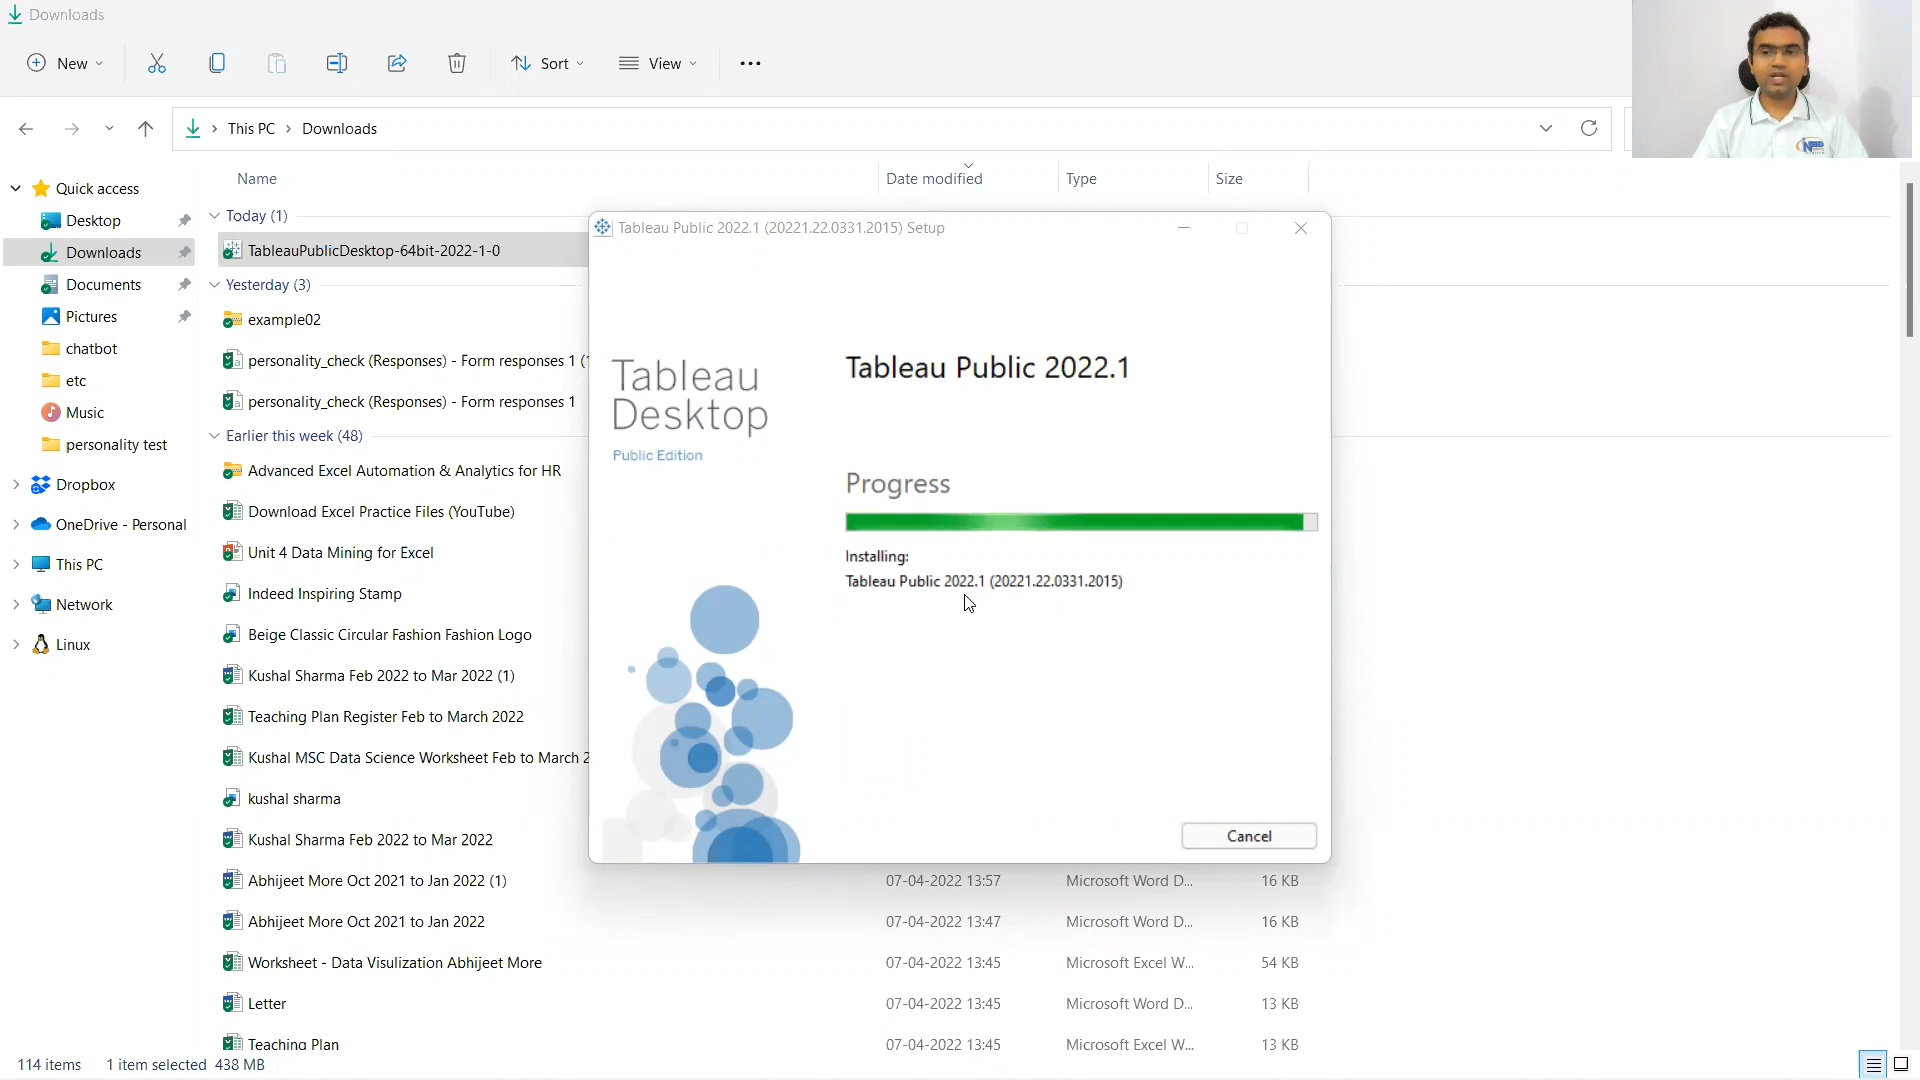 Downloads
New
Sort
View
This PC
Downloads
Name
Date modified
Type
Size
Quick access
Desktop
Downloads
Documents
Pictures
chatbot
etc
Music
personality test
Dropbox
OneDrive - Personal
This PC
Network
Linux
Today (1)
TableauPublicDesktop-64bit-2022-1-0
Yesterday (3)
example02
personality_check (Responses) - Form responses 1 (
personality_check (Responses) - Form responses 1
Earlier this week (48)
Advanced Excel Automation & Analytics for HR
Download Excel Practice Files (YouTube)
Unit 4 Data Mining for Excel
Indeed Inspiring Stamp
Beige Classic Circular Fashion Fashion Logo
Kushal Sharma Feb 2022 to Mar 2022 (1)
Teaching Plan Register Feb to March 2022
Kushal MSC Data Science Worksheet Feb to March 2
kushal sharma
Kushal Sharma Feb 2022 to Mar 2022
Abhijeet More Oct 2021 to Jan 2022 (1) 07-04-2022 13:57 Microsoft Word D... 16 KB
Abhijeet More Oct 2021 to Jan 2022 07-04-2022 13:47 Microsoft Word D... 16 KB
Worksheet - Data Visulization Abhijeet More 07-04-2022 13:45 Microsoft Excel W... 54 KB
Letter 07-04-2022 13:45 Microsoft Word D... 13 KB
Teaching Plan 07-04-2022 13:45 Microsoft Excel W... 13 KB
114 items 1 item selected 438 MB
Tableau Public 2022.1 (20221.22.0331.2015) Setup
Tableau
Desktop
Public Edition
Tableau Public 2022.1
Progress
Installing:
Tableau Public 2022.1 (20221.22.0331.2015)
Cancel